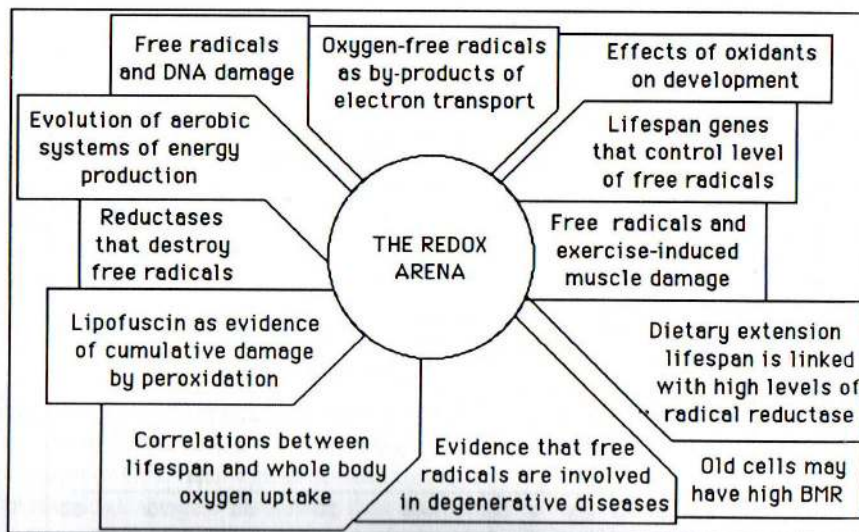 Free radicals
and DNA damage
Oxygen-free radicals
as by-products of
electron transport
Effects of oxidants
on development
Evolution of aerobic
systems of energy
production
Lifespan genes
that control level
of free radicals
Reductases
that destroy
free radicals
THE REDOX
ARENA
Free radicals and
exercise-induced
muscle damage
Lipofuscin as evidence
of cumulative damage
by peroxidation
Dietary extension
lifespan is linked
with high levels of
radical reductase
Correlations between
lifespan and whole body
oxygen uptake
Evidence that free
radicals are involved
in degenerative diseases
Old cells may
have high BMR